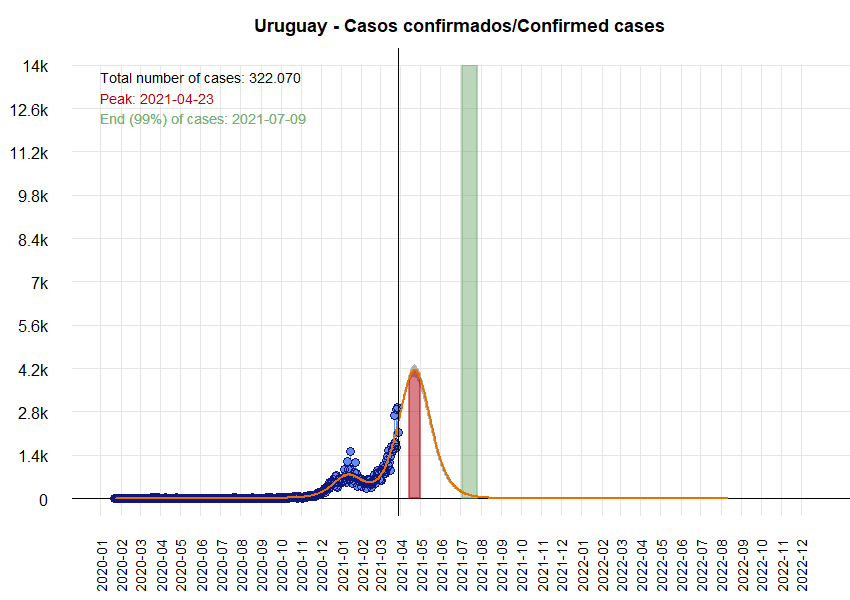 Uruguay - Casos confirmados/Confirmed cases
14k
12.6k
11.2k
9.8k
8.4k
7k
5.6k
4.2k
2.8k
1.4k
0
Total number of cases: 322.070
Peak: 2021-04-23
End (99%) of cases: 2021-07-09
2020-01
2020-02
2020-03
2020-04
2020-05
2020-06
2020-07
2020-08
2020-09
2020-10
2020-11
2020-12
2021-01
2021-02
2021-03
2021-04
2021-05
2021-06
2021-07
2021-08
2021-09
2021-10
2021-11
2021-12
2022-01
2022-02
2022-03
2022-04
2022-05
2022-06
2022-07
2022-08
2022-09
2022-10
2022-11
2022-12